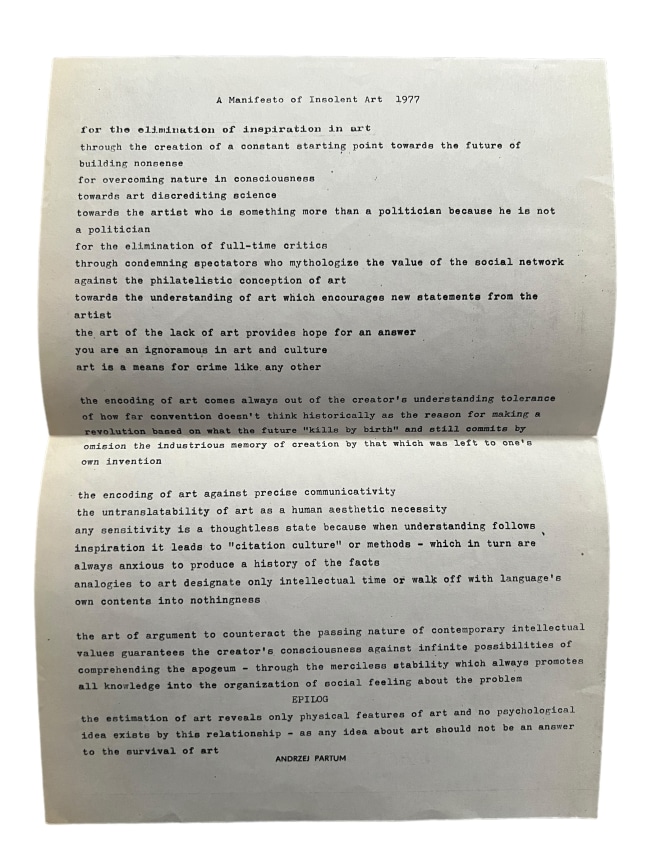 A Manifesto of Insolent Art 1977
for the elimination of inspiration in art
through the creation of a constant starting point towards the future of
building nonsense
for overcoming nature in consciousness
towards art discrediting science
towards the artist who is something more than a politician because he is not
a politician
for the elimination of full-time critics
through condemning spectators who mythologize the value of the social network
against the philatelistic conception of art
towards the understanding of art which encourages new statements from the
artist
the art of the lack of art provides hope for an answer
you are an ignoramous in art and culture
art is a means for crime like any other
the encoding of art comes always out of the creator's understanding tolerance
of how far convention doesn't think historically as the reason for making a
revolution based on what the future "kills by birth" and still commits by
omision the industrious memory of creation by that which was left to one's
own invention
the encoding of art against precise communicativity
the untranslatability of art as a human aesthetic necessity
any sensitivity is a thoughtless state because when understanding follows
inspiration it leads to "citation culture" or methods - which in turn are
always anxious to produce a history of the facts
analogies to art designate only intellectual time or walk off with language's
own contents into nothingness
the art of argument to counteract the passing nature of contemporary intellectual
values guarantees the creator's consciousness against infinite possibilities of
comprehending the apogeum - through the merciless stability which always promotes
all knowledge into the organization of social feeling about the problem
EPILOG
the estimation of art reveals only physical features of art and no psychological
idea exists by this relationship - as any idea about art should not be an answer
to the survival of art
ANDRZEJ PARTUM